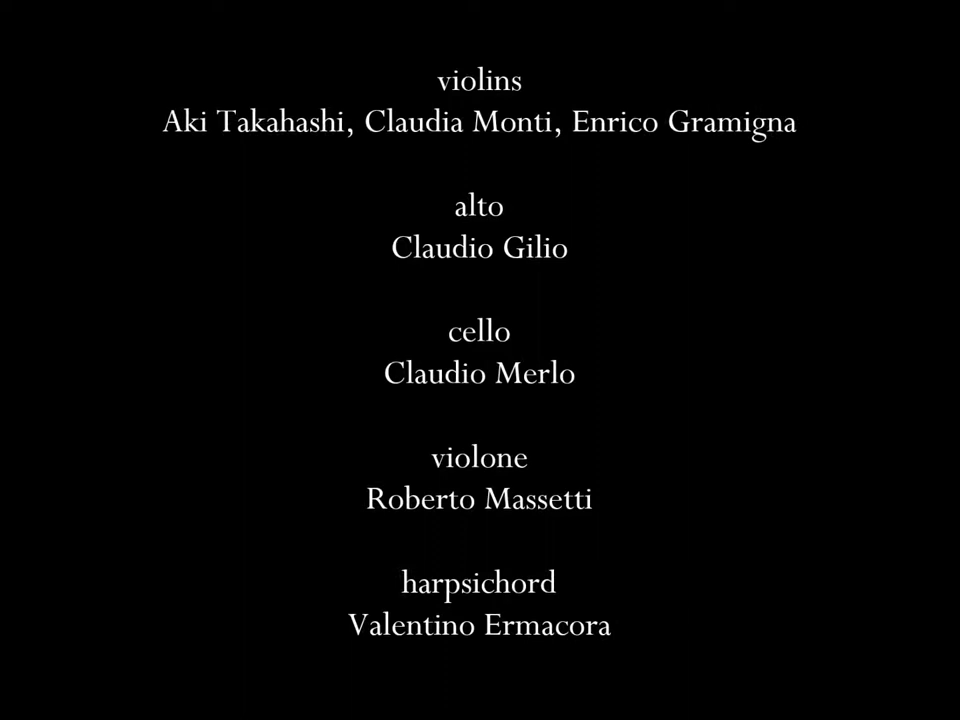 violins
Aki Takahashi, Claudia Monti, Enrico Gramigna
alto
Claudio Gilio
cello
Claudio Merlo
violone
Roberto Massetti
harpsichord
Valentino Ermacora